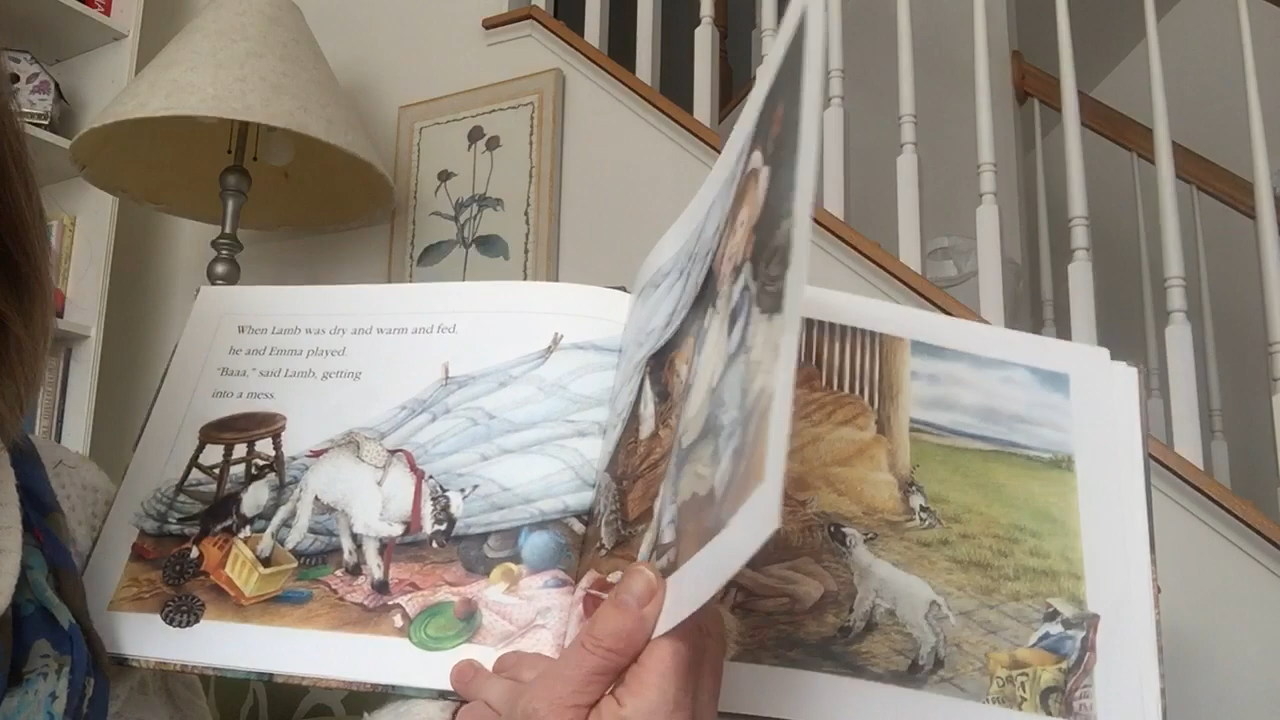 When Lamb was dry and warm and fed,
he and Emma played.
"Baaa," said Lamb, getting
into a mess.